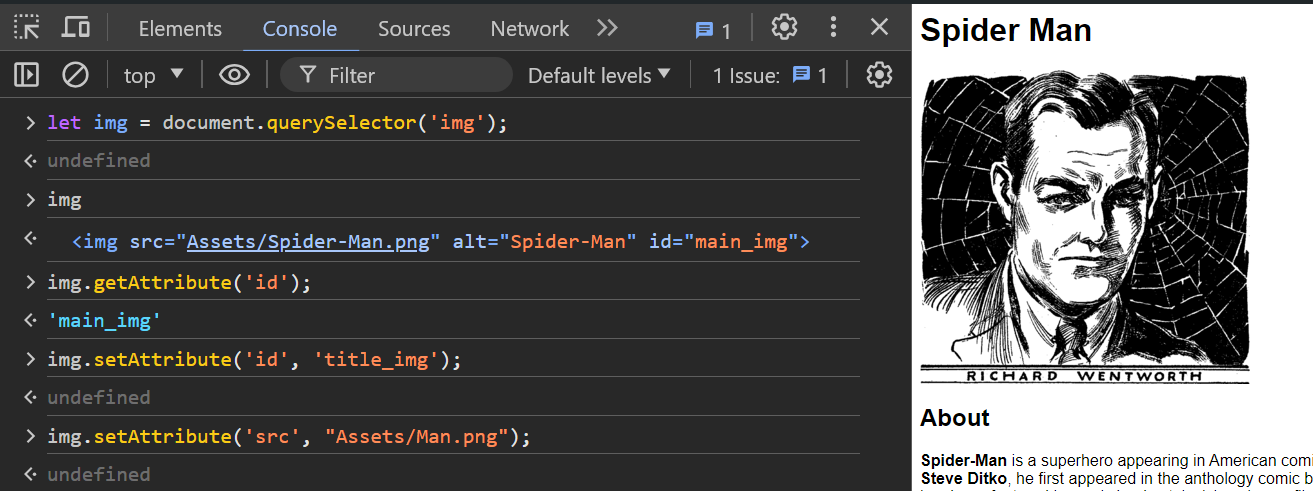 Elements Console Sources Network 1
top Filter Default levels 1 Issue: 1
let img = document.querySelector('img');
undefined
img
<img src="Assets/Spider-Man.png" alt="Spider-Man" id="main_img">
img.getAttribute('id');
'main_img'
img.setAttribute('id', 'title_img');
undefined
img.setAttribute('src', "Assets/Man.png");
undefined
Spider Man
RICHARD WENTWORTH
About
Spider-Man is a superhero appearing in American comi
Steve Ditko, he first appeared in the anthology comic b